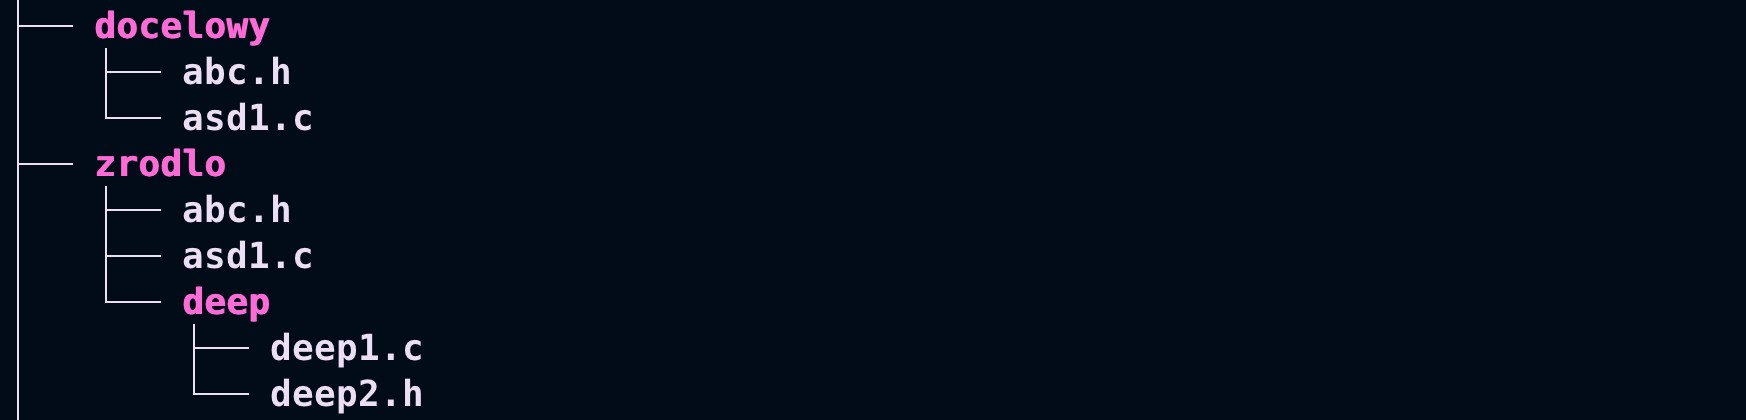 docelowy
abc.h
asd1.c
zrodlo
abc.h
asd1.c
deep
deep1.c
deep2.h